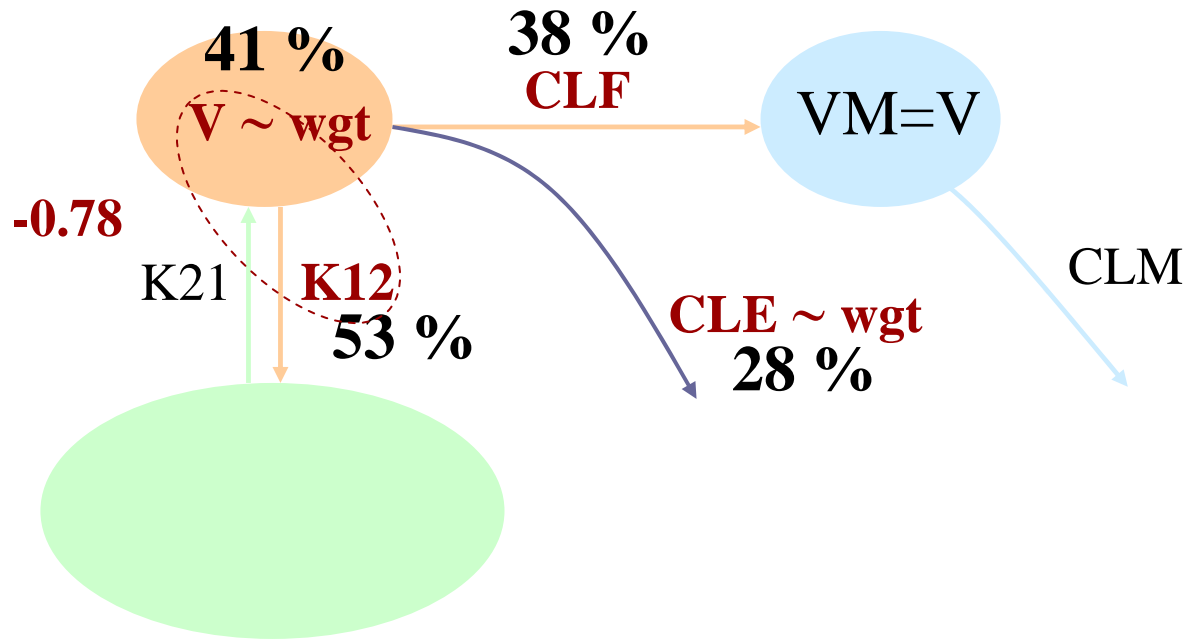 41 %
V ~ wgt
38 %
CLF
VM=V
-0.78
K21
K12
53 %
CLE ~ wgt
28 %
CLM